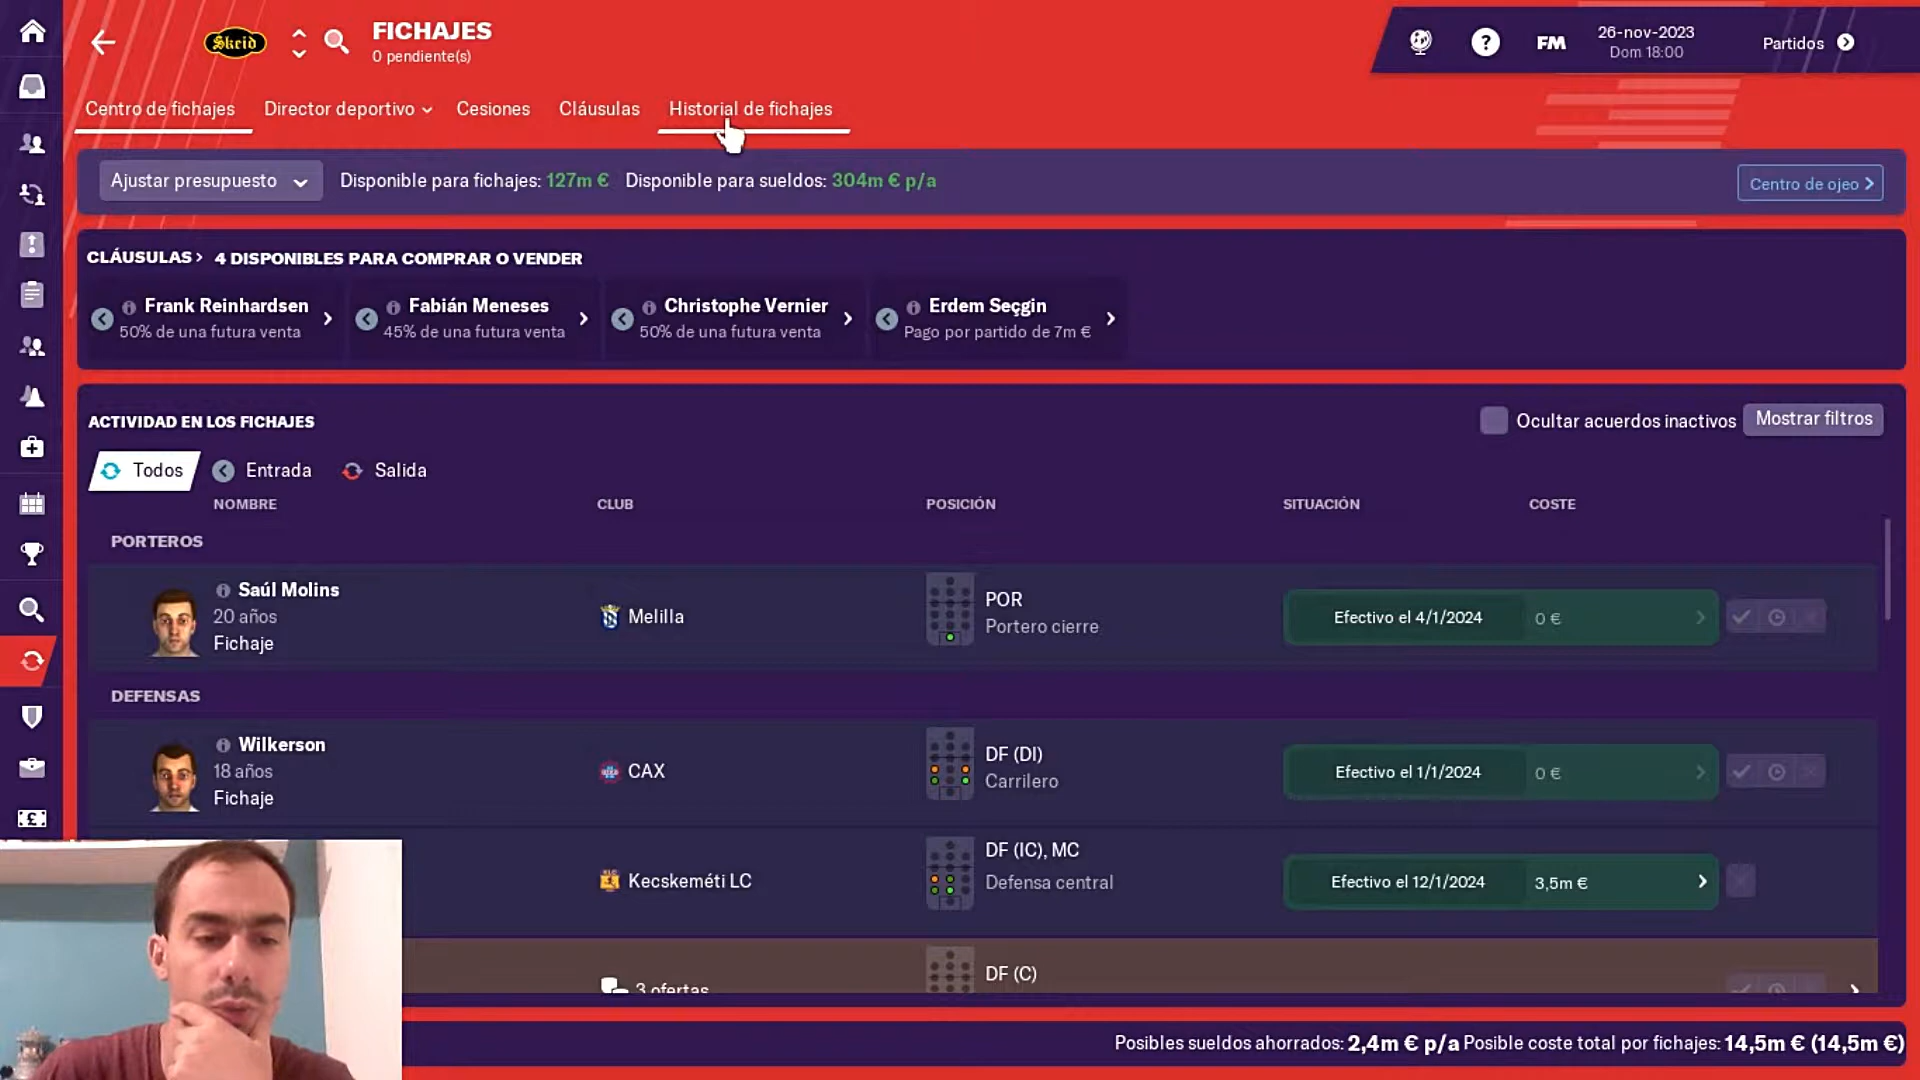 Skeid
FICHAJES
0 pendiente(s)
FM
26-nov-2023
Dom 18:00
Partidos
Centro de fichajes
Director deportivo
Cesiones
Cláusulas
Historial de fichajes
Ajustar presupuesto
Disponible para fichajes: 127m €
Disponible para sueldos: 304m € p/a
Centro de ojeo
CLÁUSULAS
4 DISPONIBLES PARA COMPRAR O VENDER
Frank Reinhardsen
50% de una futura venta
Fabián Meneses
45% de una futura venta
Christophe Vernier
50% de una futura venta
Erdem Seçgin
Pago por partido de 7m €
ACTIVIDAD EN LOS FICHAJES
Ocultar acuerdos inactivos
Mostrar filtros
Todos
Entrada
Salida
NOMBRE
CLUB
POSICIÓN
SITUACIÓN
COSTE
PORTEROS
Saúl Molins
20 años
Fichaje
Melilla
POR
Portero cierre
Efectivo el 4/1/2024
0 €
DEFENSAS
Wilkerson
18 años
Fichaje
CAX
DF (DI)
Carrilero
Efectivo el 1/1/2024
0 €
Kecskeméti LC
DF (IC), MC
Defensa central
Efectivo el 12/1/2024
3,5m €
3 ofertas
DF (C)
Posibles sueldos ahorrados: 2,4m € p/a Posible coste total por fichajes: 14,5m € (14,5m €)